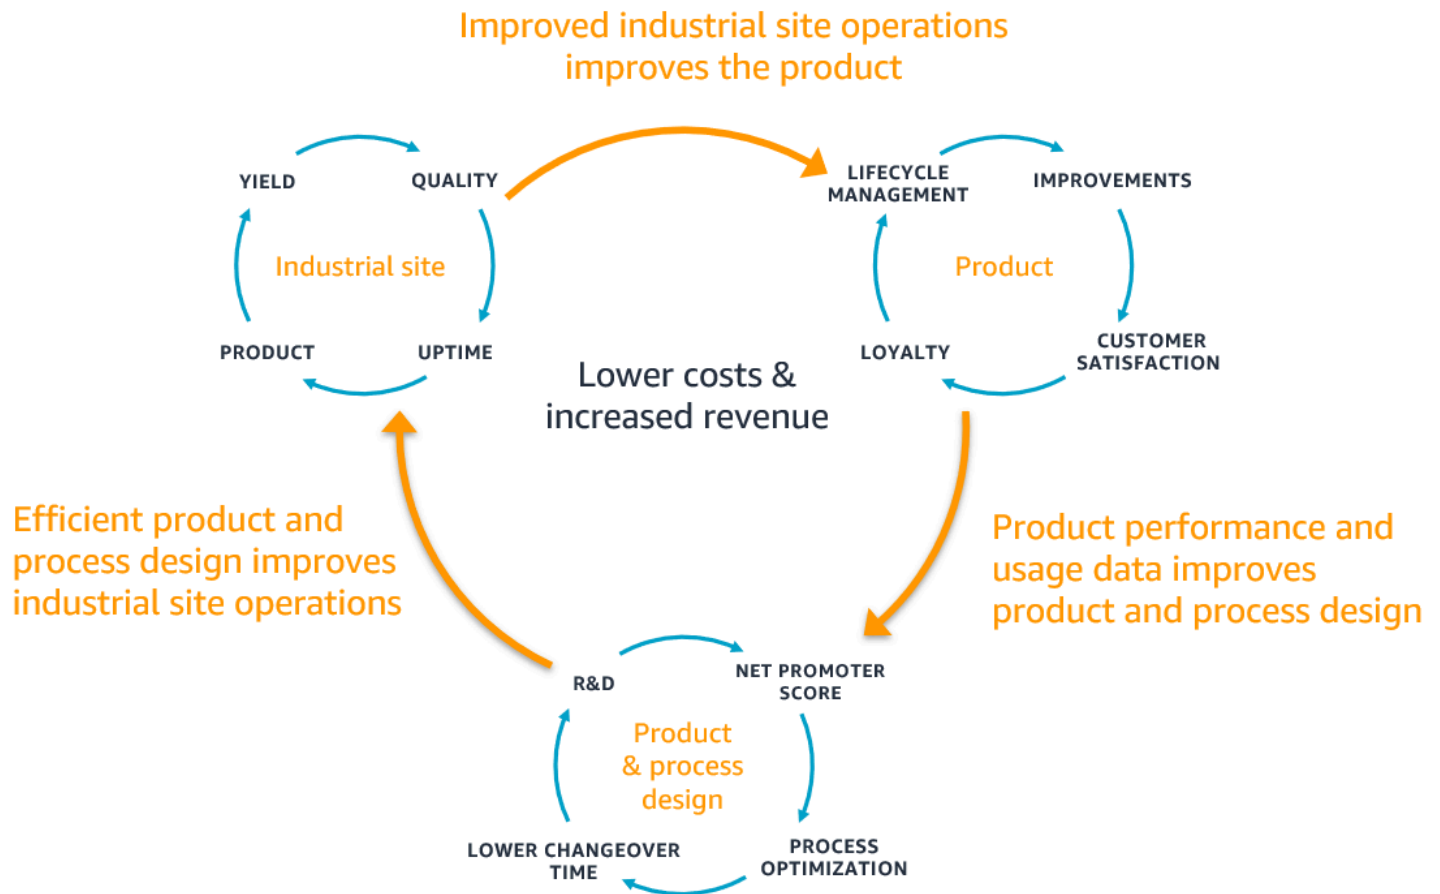 Improved industrial site operations
improves the product
YIELD
QUALITY
Industrial site
PRODUCT
UPTIME
LIFECYCLE
MANAGEMENT
IMPROVEMENTS
Product
LOYALTY
CUSTOMER
SATISFACTION
Lower costs &
increased revenue
Efficient product and
process design improves
industrial site operations
Product performance and
usage data improves
product and process design
R&D
NET PROMOTER
SCORE
Product
& process
design
LOWER CHANGEOVER
TIME
PROCESS
OPTIMIZATION